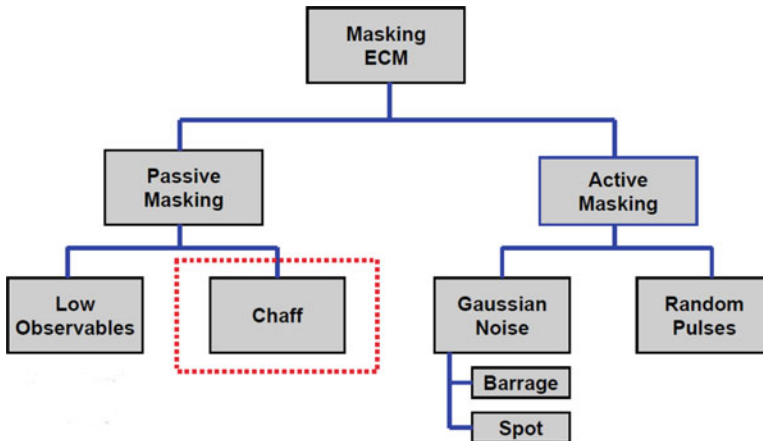 Masking
ECM
Passive
Masking
Active
Masking
Low
Observables
Chaff
Gaussian
Noise
Random
Pulses
Barrage
Spot